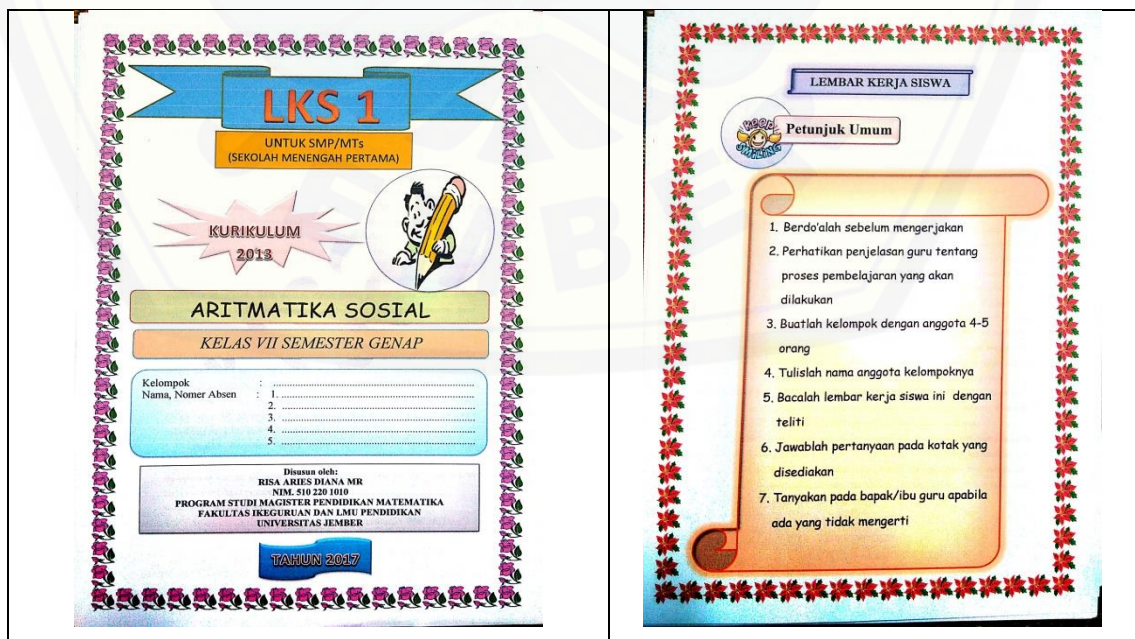 LKS 1
UNTUK SMP/MTs
(SEKOLAH MENENGAH PERTAMA)
KURIKULUM
2013
ARITMATIKA SOSIAL
KELAS VII SEMESTER GENAP
Kelompok : ................................................
Nama, Nomer Absen : 1. ................................................
2. ................................................
3. ................................................
4. ................................................
5. ................................................
Disusun oleh:
RISA ARIES DIANA MR
NIM. 510 220 1010
PROGRAM STUDI MAGISTER PENDIDIKAN MATEMATIKA
FAKULTAS IKEGURUAN DAN LMU PENDIDIKAN
UNIVERSITAS JEMBER
TAHUN 2017
LEMBAR KERJA SISWA
KEEP
SMILING
Petunjuk Umum
1. Berdo'alah sebelum mengerjakan
2. Perhatikan penjelasan guru tentang
proses pembelajaran yang akan
dilakukan
3. Buatlah kelompok dengan anggota 4-5
orang
4. Tulislah nama anggota kelompoknya
5. Bacalah lembar kerja siswa ini dengan
teliti
6. Jawablah pertanyaan pada kotak yang
disediakan
7. Tanyakan pada bapak/ibu guru apabila
ada yang tidak mengerti